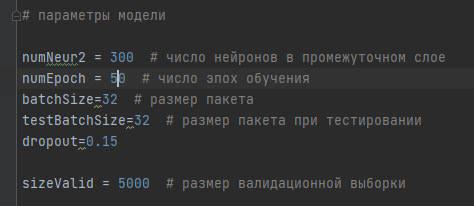 # параметры модели
numNeur2 = 300  # число нейронов в промежуточном слое
numEpoch = 50  # число эпох обучения
batchSize=32  # размер пакета
testBatchSize=32  # размер пакета при тестировании
dropout=0.15
sizeValid = 5000  # размер валидационной выборки